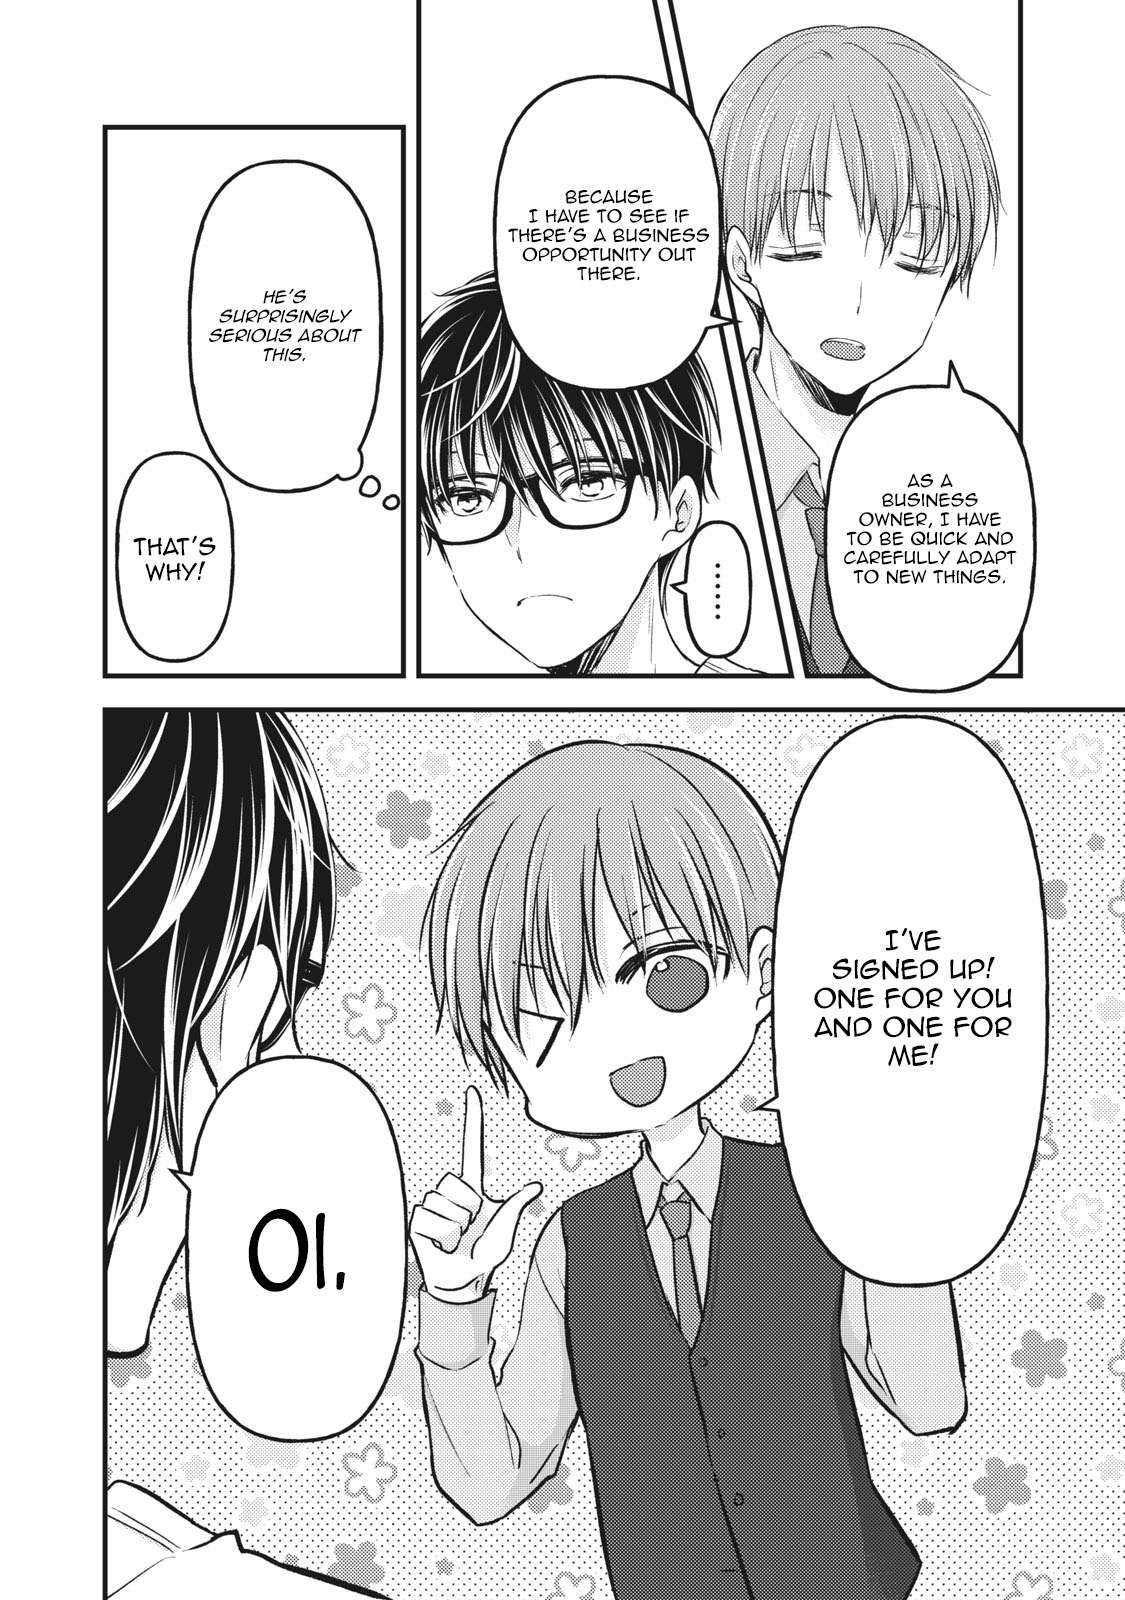 AS A
BUSINESS
OWNER, I HAVE
TO BE QUICK AND
CAREFULLY ADAPT
TO NEW THINGS.
BECAUSE
I HAVE TO SEE IF
THERE'S A BUSINESS
OPPORTUNITY OUT
THERE.
......
HE'S
SURPRISINGLY
SERIOUS ABOUT
THIS.
THAT'S
WHY!
I'VE
SIGNED UP!
ONE FOR YOU
AND ONE FOR
ME!
OI.